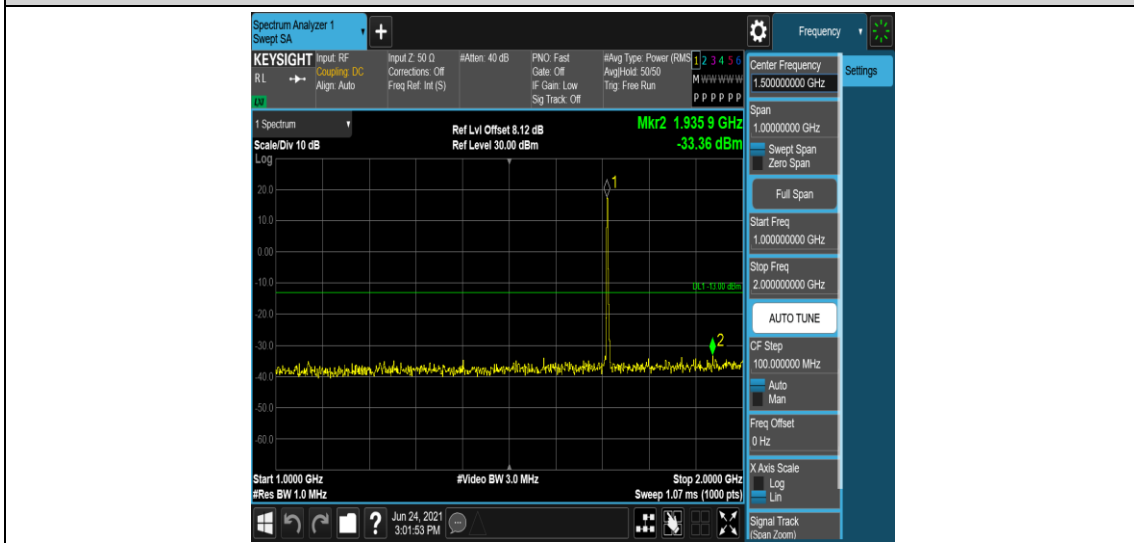 Spectrum Analyzer 1
Swept SA
+
Frequency
KEYSIGHT
RL
Input: RF
Coupling: DC
Align: Auto
Input Z: 50 Ω
Corrections: Off
Freq Ref: Int (S)
#Atten: 40 dB
PNO: Fast
Gate: Off
IF Gain: Low
Sig Track: Off
#Avg Type: Power (RMS
Avg|Hold: 50/50
Trig: Free Run
1 2 3 4 5 6
M W W W W W
P P P P P P
1 Spectrum
Scale/Div 10 dB
Ref Lvl Offset 8.12 dB
Ref Level 30.00 dBm
Mkr2 1.935 9 GHz
-33.36 dBm
Log
20.0
10.0
0.00
-10.0
-20.0
-30.0
-40.0
-50.0
-60.0
1
DL1 -13.00 dBm
2
Start 1.0000 GHz
#Res BW 1.0 MHz
#Video BW 3.0 MHz
Stop 2.0000 GHz
Sweep 1.07 ms (1000 pts)
?
Jun 24, 2021
3:01:53 PM
Center Frequency
1.500000000 GHz
Settings
Span
1.00000000 GHz
Swept Span
Zero Span
Full Span
Start Freq
1.000000000 GHz
Stop Freq
2.000000000 GHz
AUTO TUNE
CF Step
100.000000 MHz
Auto
Man
Freq Offset
0 Hz
X Axis Scale
Log
Lin
Signal Track
(Span Zoom)